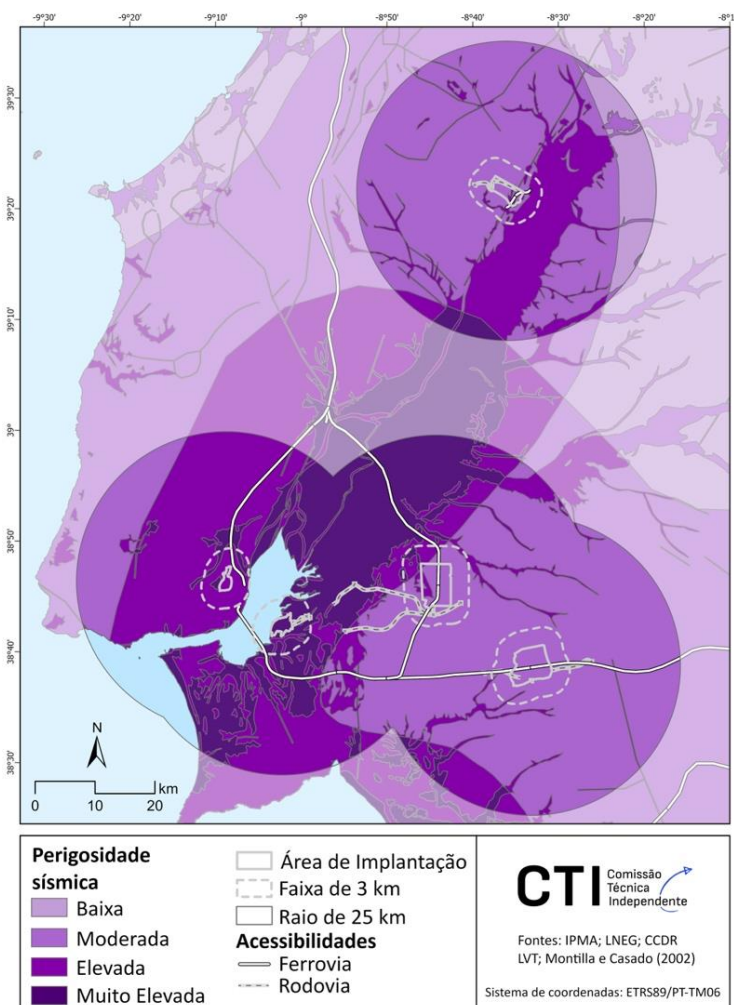 -9°30' -9°20' -9°10' -9° -8°50' -8°40' -8°30' -8°1
39°30'
39°20'
39°10'
39°
38°50'
38°40'
38°30'
N
km
0 10 20
Perigosidade
sísmica
Baixa
Moderada
Elevada
Muito Elevada
Área de Implantação
Faixa de 3 km
Raio de 25 km
Acessibilidades
Ferrovia
Rodovia
CTI
Comissão
Técnica
Independente
Fontes: IPMA; LNEG; CCDR
LVT; Montilla e Casado (2002)
Sistema de coordenadas: ETRS89/PT-TM06